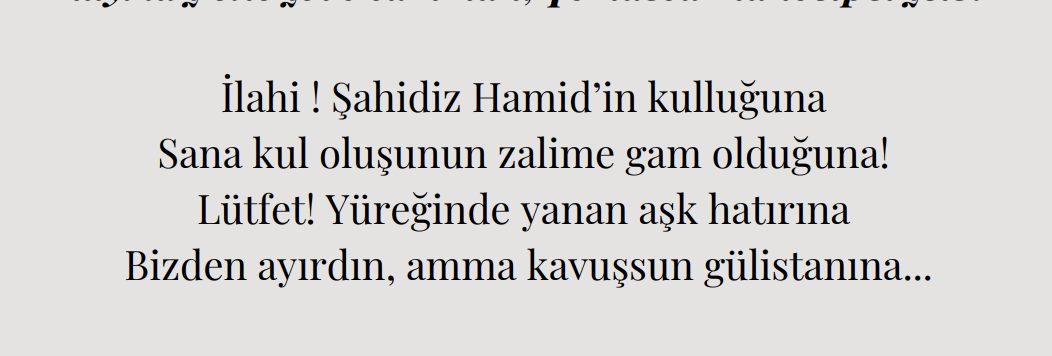 İlahi ! Şahidiz Hamid’in kulluğuna
Sana kul oluşunun zalime gam olduğuna!
Lütfet! Yüreğinde yanan aşk hatırına
Bizden ayırdın, amma kavuşsun gülistanına...